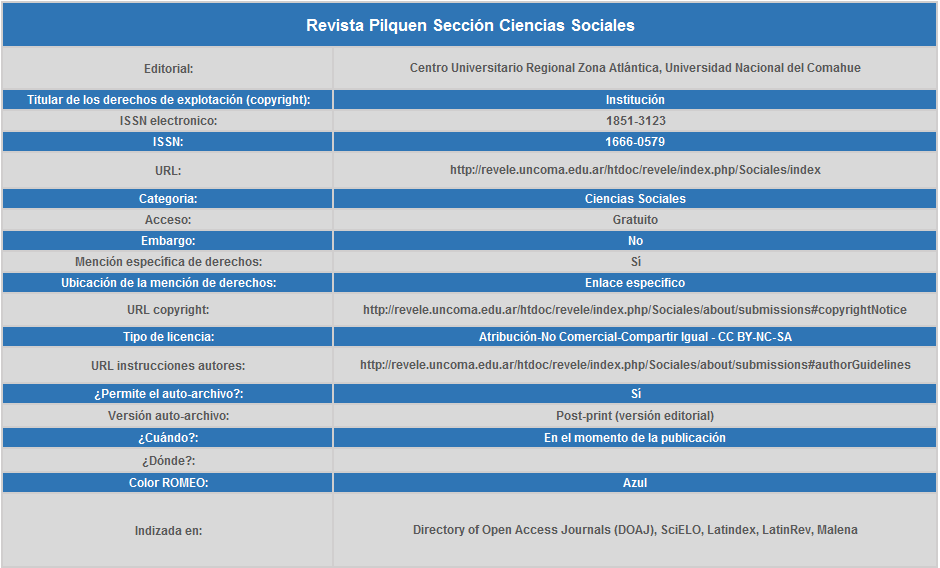 Revista Pilquen Sección Ciencias Sociales
Editorial: Centro Universitario Regional Zona Atlántica, Universidad Nacional del Comahue
Titular de los derechos de explotación (copyright): Institución
ISSN electronico: 1851-3123
ISSN: 1666-0579
URL: http://revele.uncoma.edu.ar/htdoc/revele/index.php/Sociales/index
Categoria: Ciencias Sociales
Acceso: Gratuito
Embargo: No
Mención especifica de derechos: Si
Ubicación de la mención de derechos: Enlace especifico
URL copyright: http://revele.uncoma.edu.ar/htdoc/revele/index.php/Sociales/about/submissions#copyrightNotice
Tipo de licencia: Atribución-No Comercial-Compartir Igual - CC BY-NC-SA
URL instrucciones autores: http://revele.uncoma.edu.ar/htdoc/revele/index.php/Sociales/about/submissions#authorGuidelines
¿Permite el auto-archivo?: Si
Versión auto-archivo: Post-print (versión editorial)
¿Cuándo?: En el momento de la publicación
¿Dónde?:
Color ROMEO: Azul
Indizada en: Directory of Open Access Journals (DOAJ), SciELO, Latindex, LatinRev, Malena